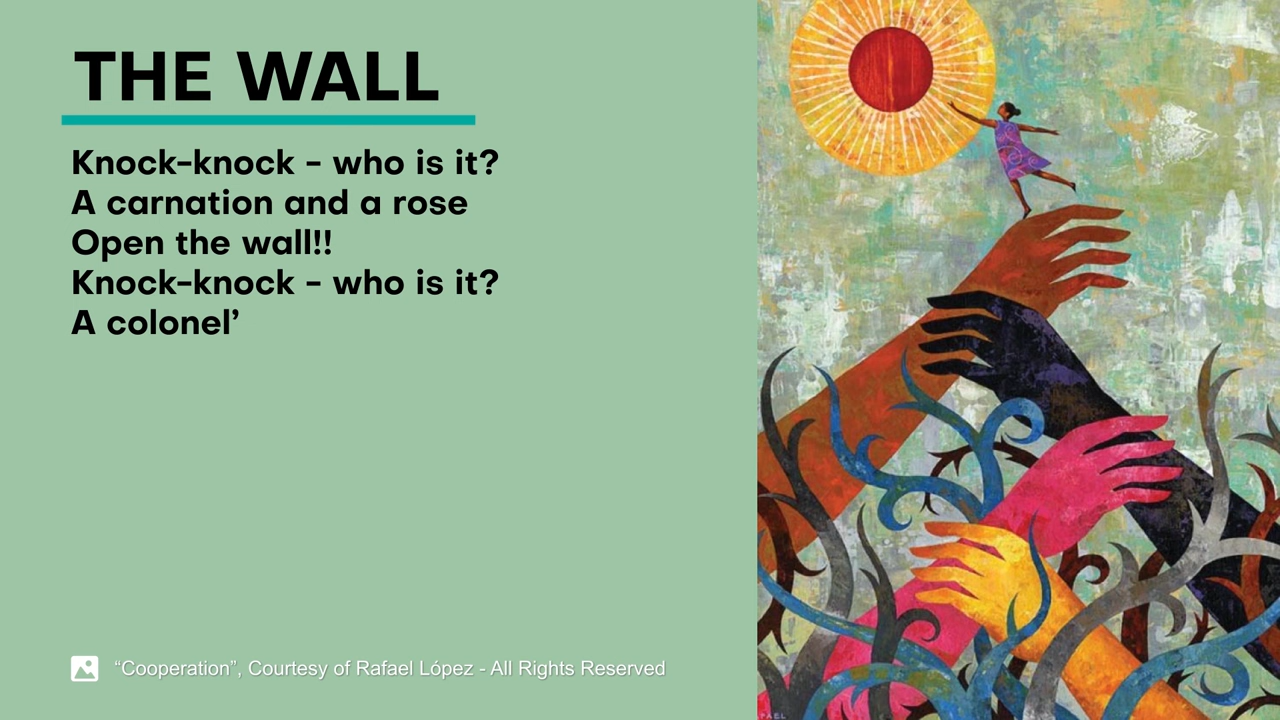 THE WALL
Knock-knock - who is it?
A carnation and a rose
Open the wall!!
Knock-knock - who is it?
A colonel’
“Cooperation”, Courtesy of Rafael López - All Rights Reserved